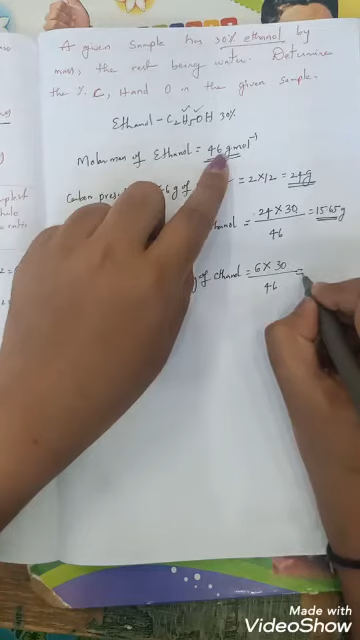 A given Sample has 30% ethanol by
mass, the rest being water. Determine
the % C, H and O in the given sample.
Ethanol - C₂H₅OH 30%
Molar mass of Ethanol = 46 g mol⁻¹
Carbon = 2×12 = 24g
= 24 × 30 / 46 = 15.65g
g of ethanol = 6 × 30 / 46 =
Made with
VideoShow